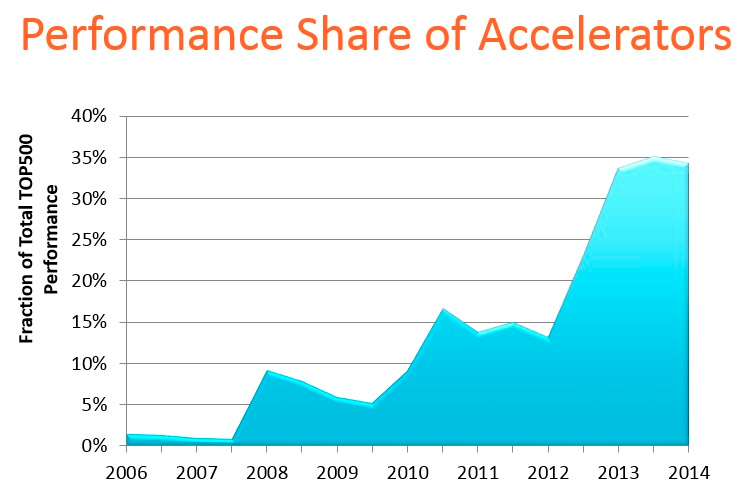 Performance Share of Accelerators
Fraction of Total TOP500
Performance
40%
35%
30%
25%
20%
15%
10%
5%
0%
2006 2007 2008 2009 2010 2011 2012 2013 2014